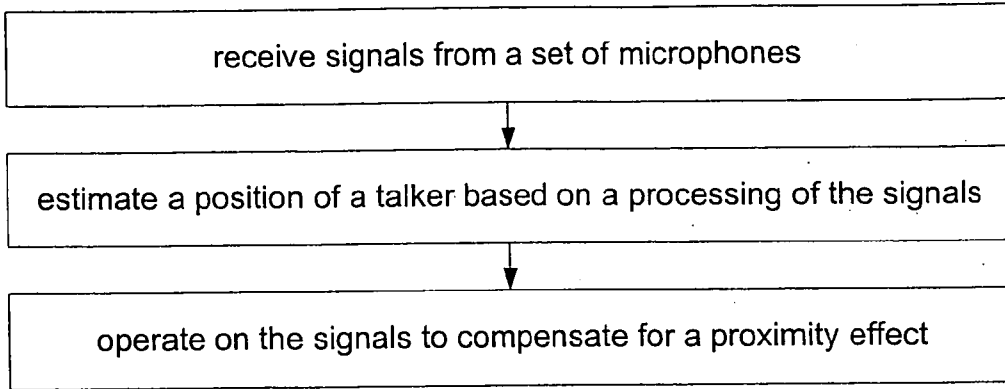 receive signals from a set of microphones
estimate a position of a talker based on a processing of the signals
operate on the signals to compensate for a proximity effect